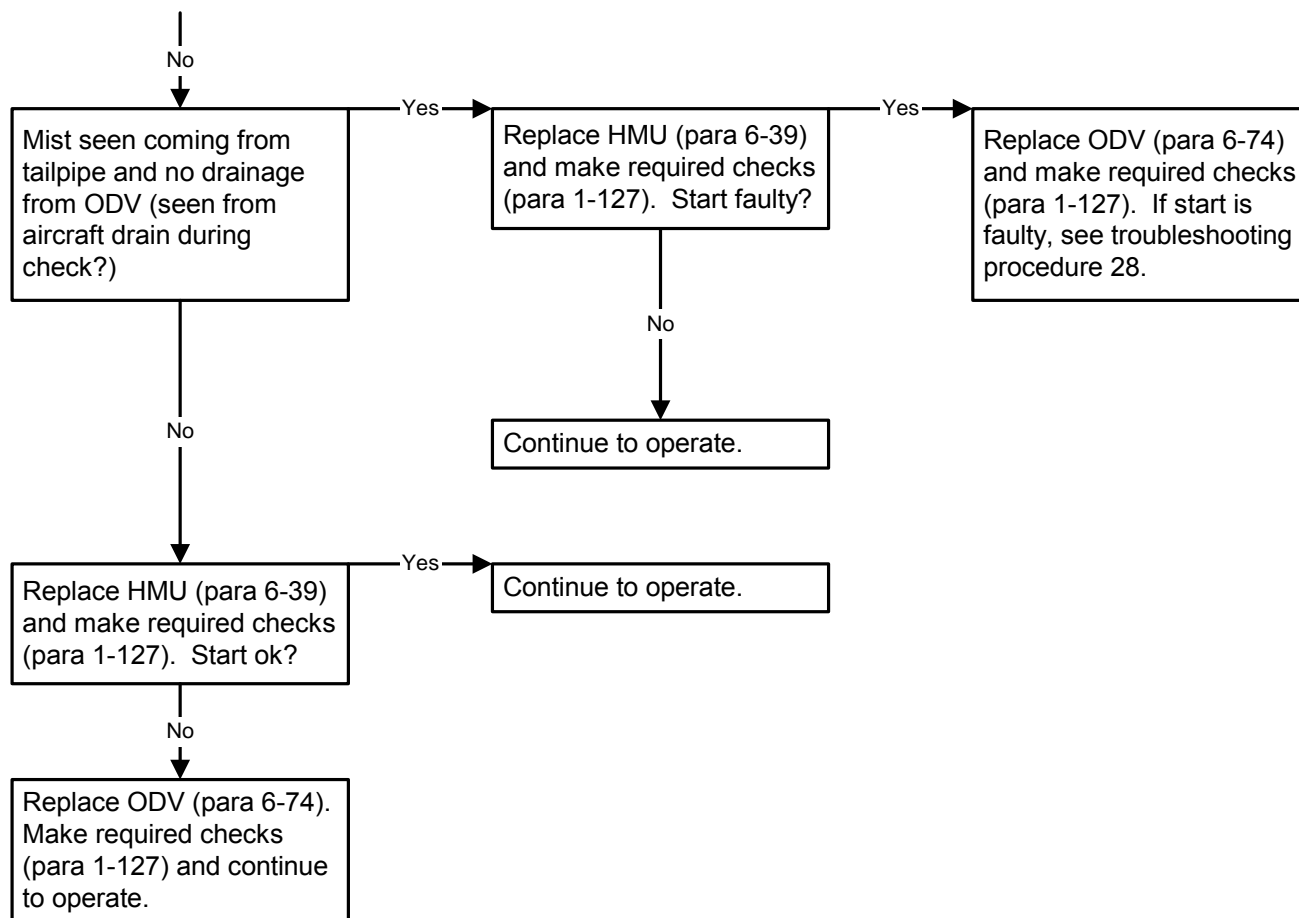 No
Mist seen coming from
tailpipe and no drainage
from ODV (seen from
aircraft drain during
check?)
Yes
Replace HMU (para 6-39)
and make required checks
(para 1-127).  Start faulty?
Yes
Replace ODV (para 6-74)
and make required checks
(para 1-127).  If start is
faulty, see troubleshooting
procedure 28.
No
Continue to operate.
No
Replace HMU (para 6-39)
and make required checks
(para 1-127).  Start ok?
Yes
Continue to operate.
No
Replace ODV (para 6-74).
Make required checks
(para 1-127) and continue
to operate.